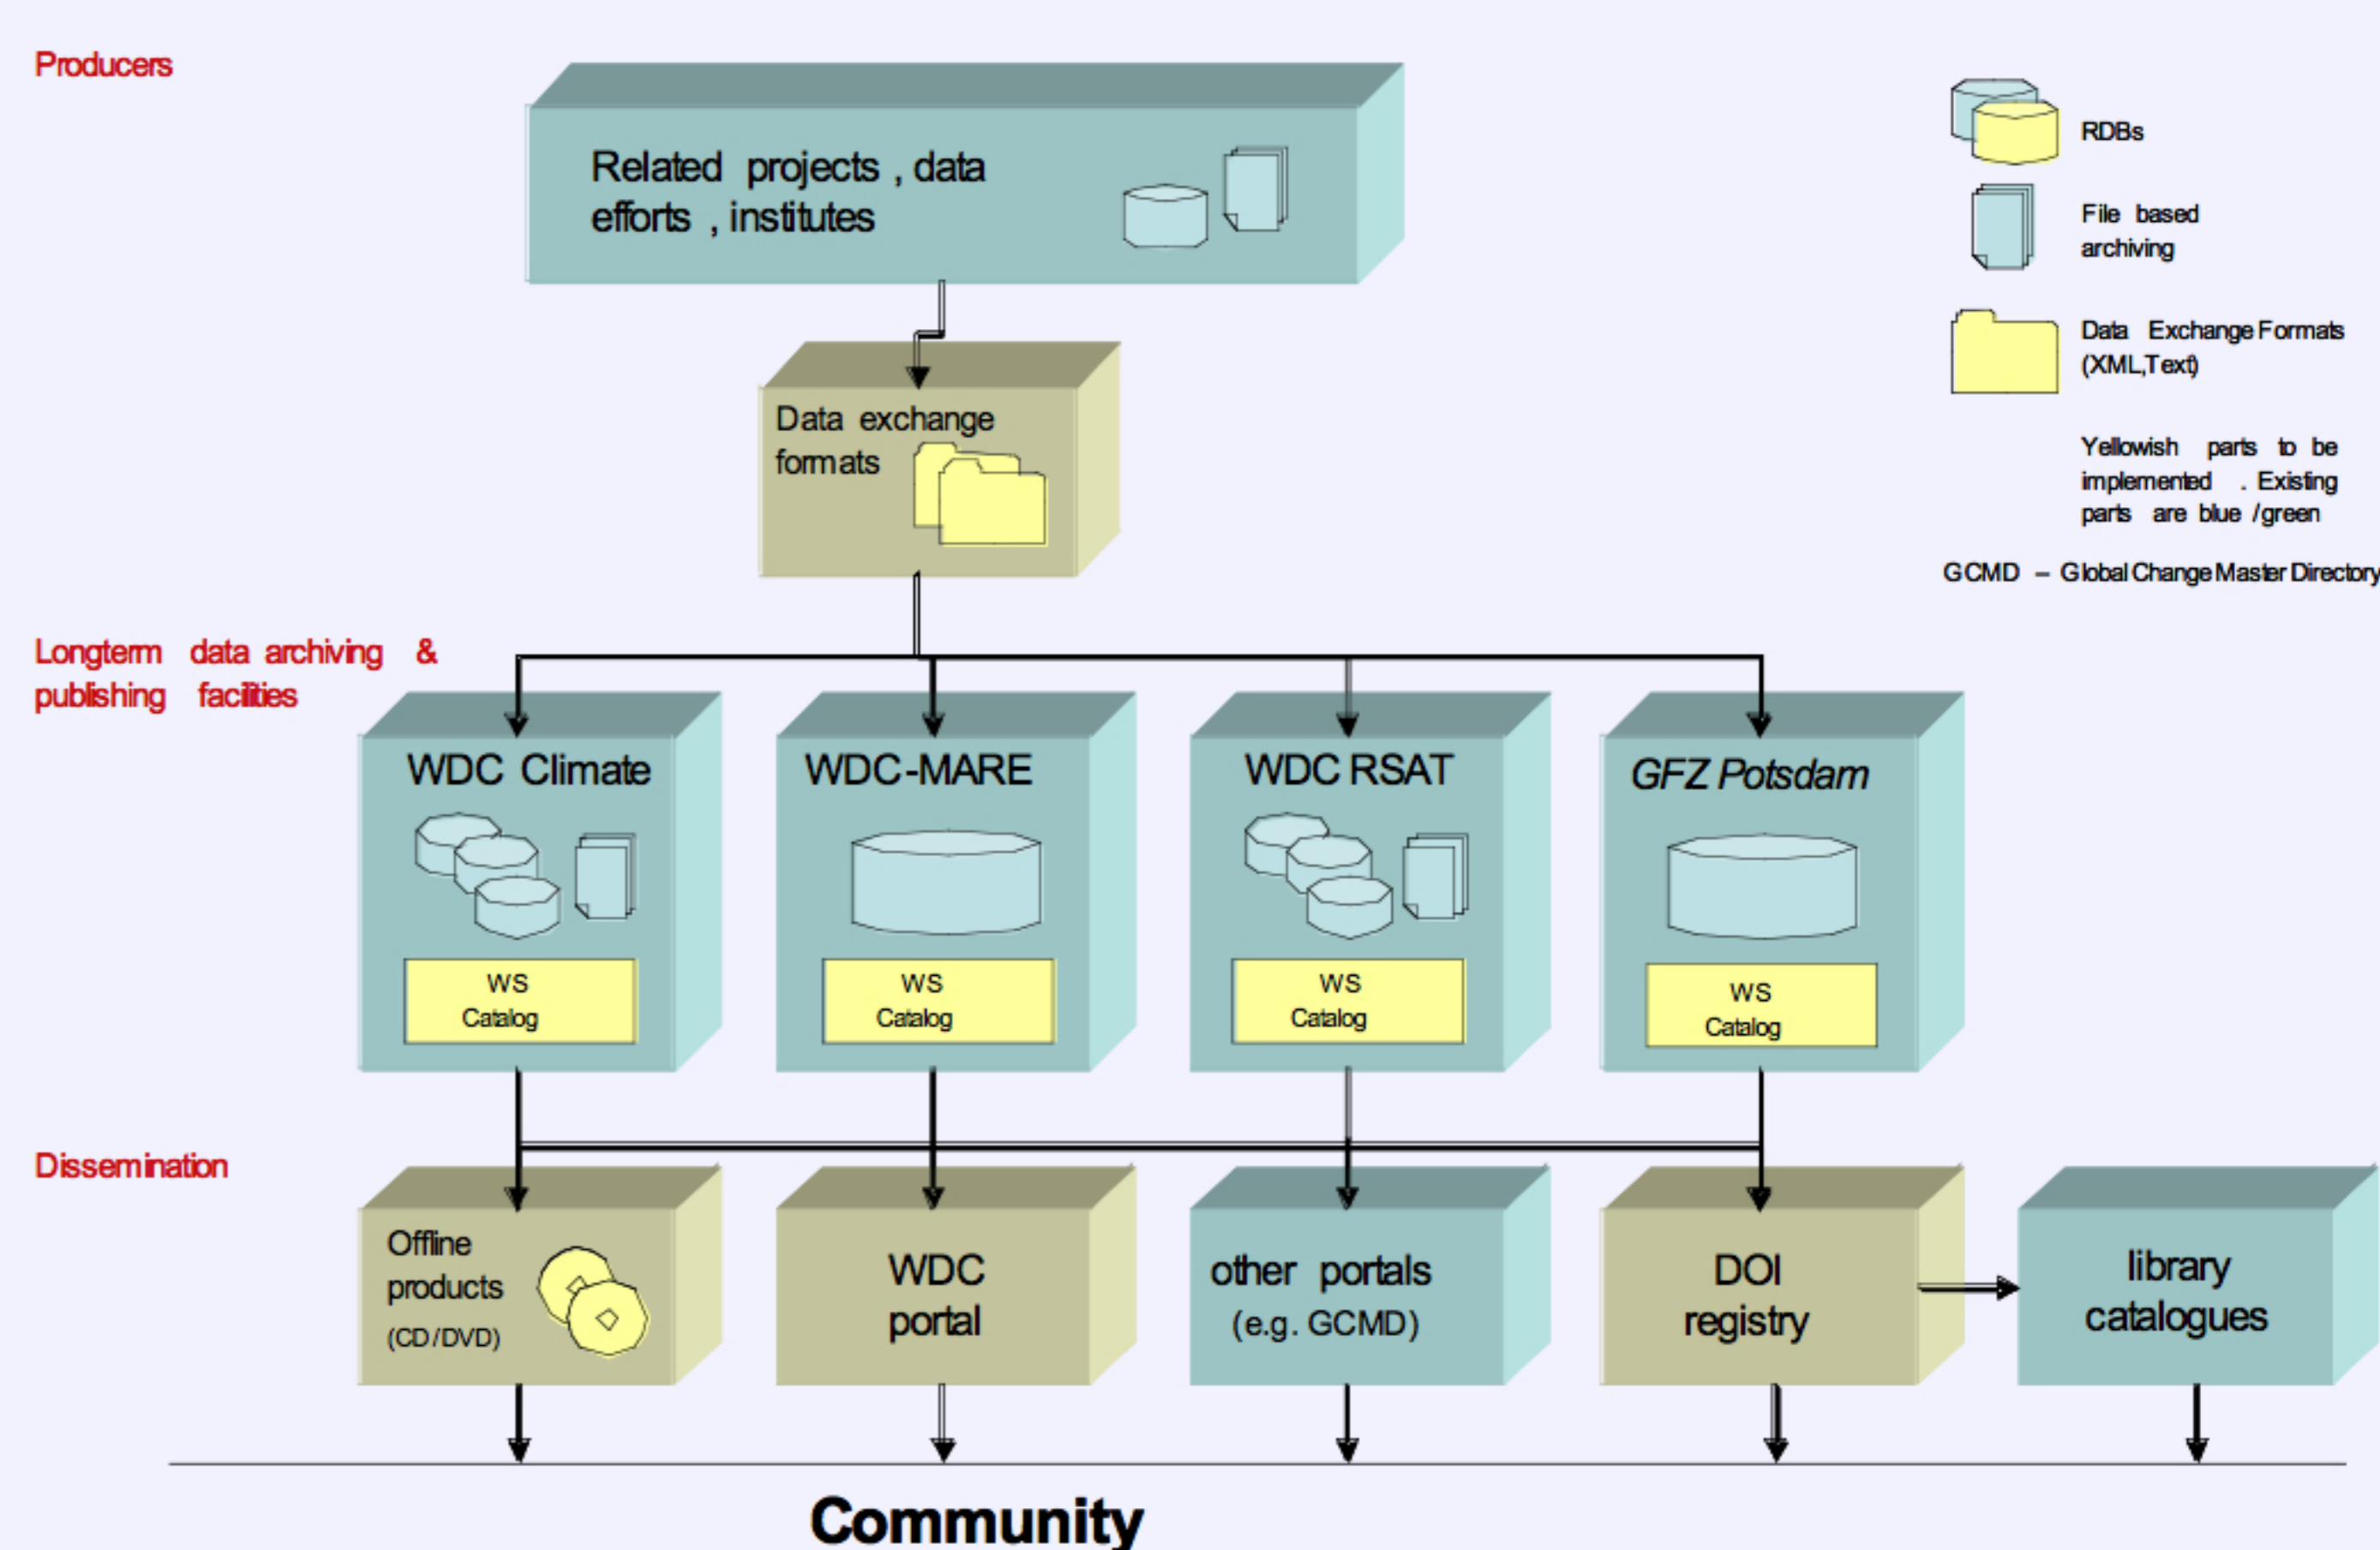 Producers
Related projects , data
efforts , institutes
RDBs
File based
archiving
Data Exchange Formats
(XML,Text)
Yellowish parts to be
implemented . Existing
parts are blue /green
GCMD – Global Change Master Directory
Data exchange
formats
Longterm data archiving &
publishing facilities
WDC Climate
WS
Catalog
WDC-MARE
WS
Catalog
WDC RSAT
WS
Catalog
GFZ Potsdam
WS
Catalog
Dissemination
Offline
products
(CD/DVD)
WDC
portal
other portals
(e.g. GCMD)
DOI
registry
library
catalogues
Community